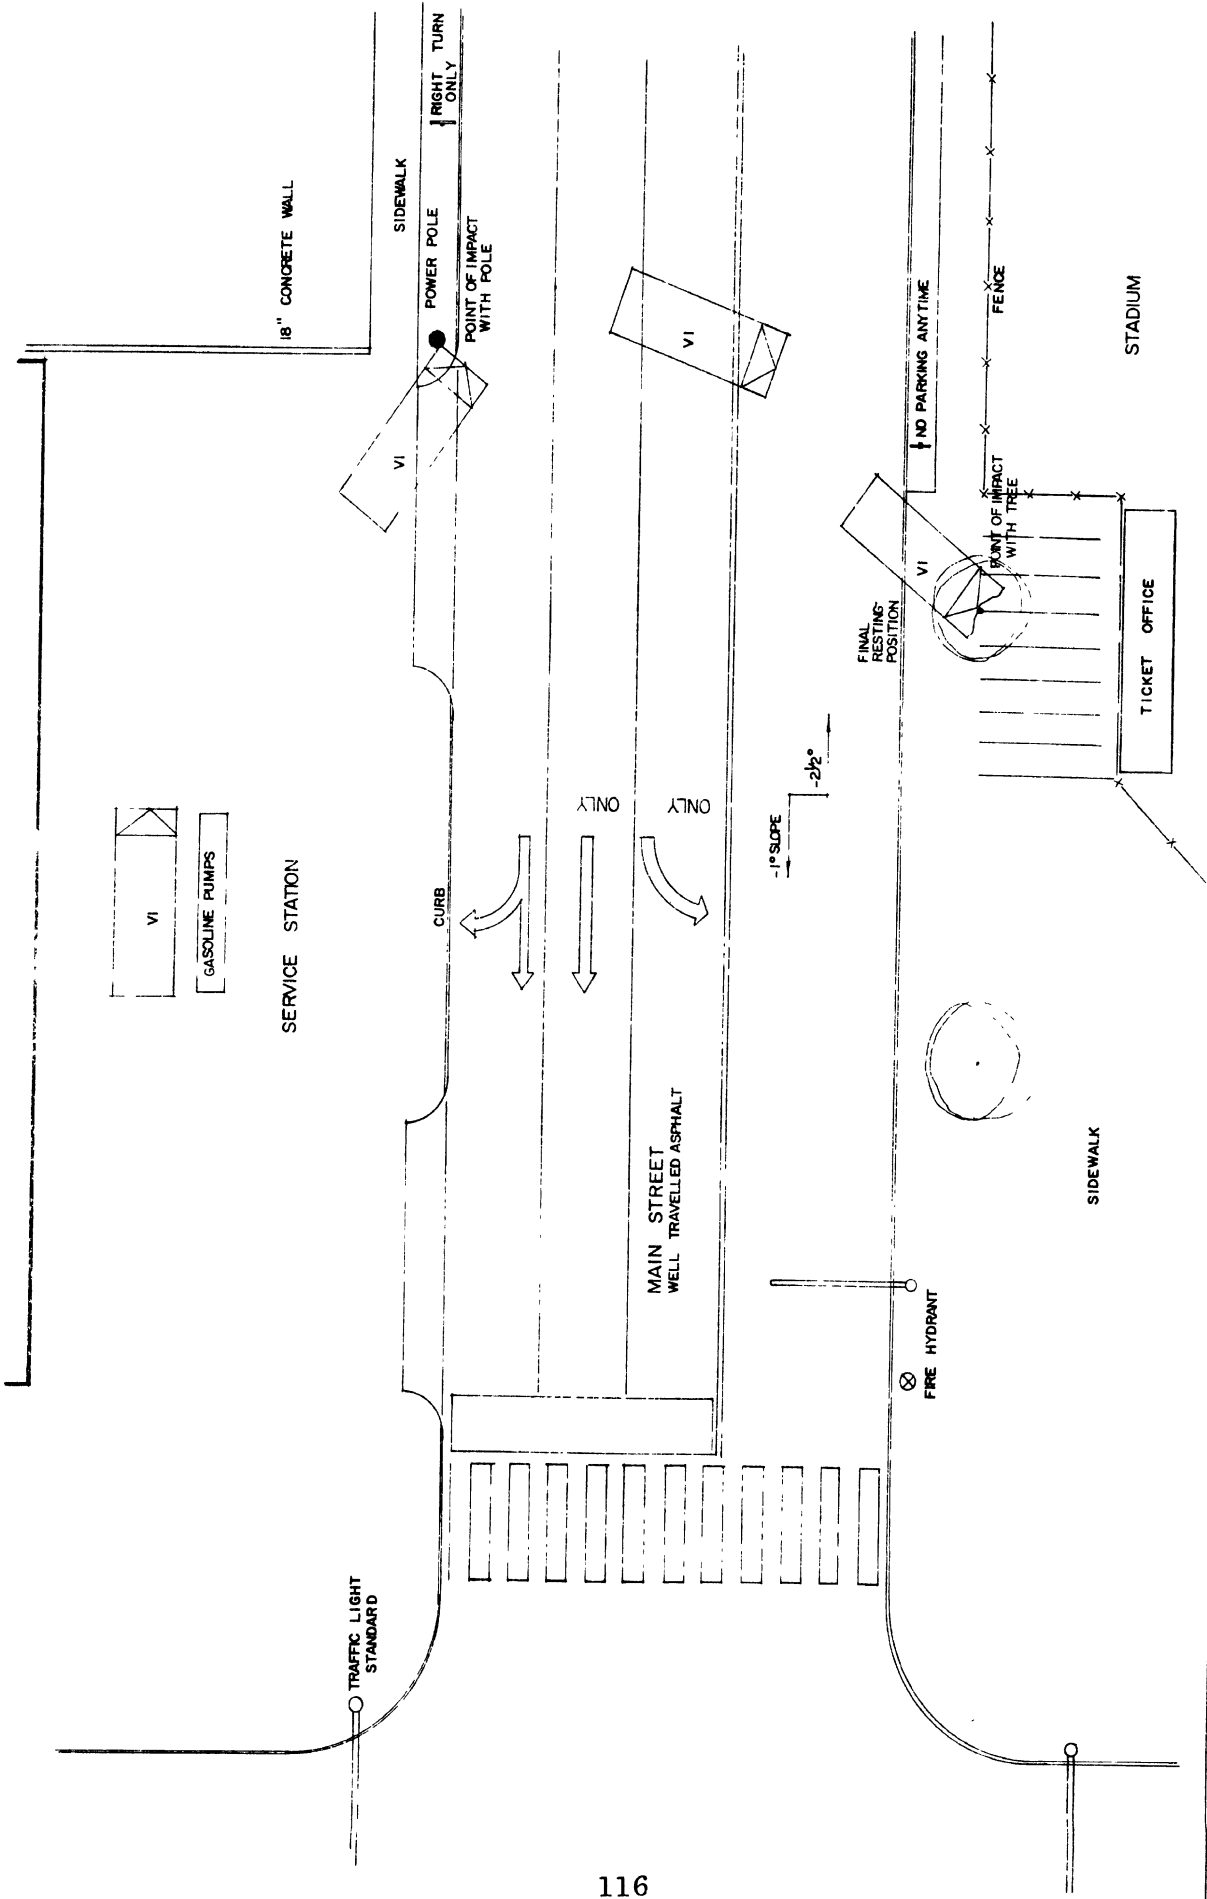 18" CONCRETE WALL
SIDEWALK
RIGHT TURN
ONLY
POWER POLE
POINT OF IMPACT
WITH POLE
V1
V1
GASOLINE PUMPS
SERVICE STATION
CURB
V1
ONLY
ONLY
NO PARKING ANYTIME
FENCE
STADIUM
POINT OF IMPACT
WITH TREE
V1
FINAL
RESTING
POSITION
TICKET OFFICE
-1° SLOPE
-2½°
MAIN STREET
WELL TRAVELLED ASPHALT
SIDEWALK
FIRE HYDRANT
TRAFFIC LIGHT
STANDARD
116